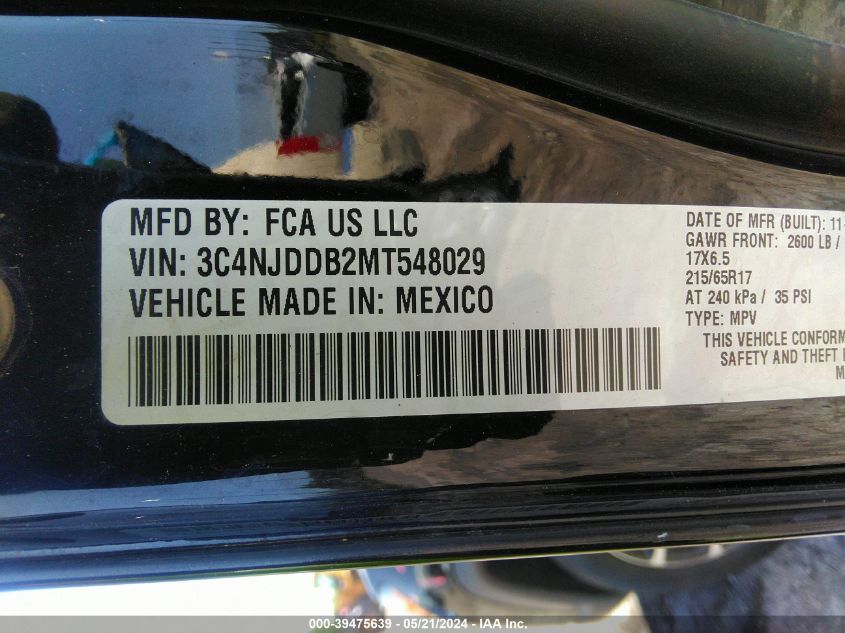 MFD BY: FCA US LLC
VIN: 3C4NJDDB2MT548029
VEHICLE MADE IN: MEXICO
DATE OF MFR (BUILT): 11-
GAWR FRONT: 2600 LB /
17X6.5
215/65R17
AT 240 kPa / 35 PSI
TYPE: MPV
THIS VEHICLE CONFORM
SAFETY AND THEFT
000-39475639 - 05/21/2024 - IAA Inc.